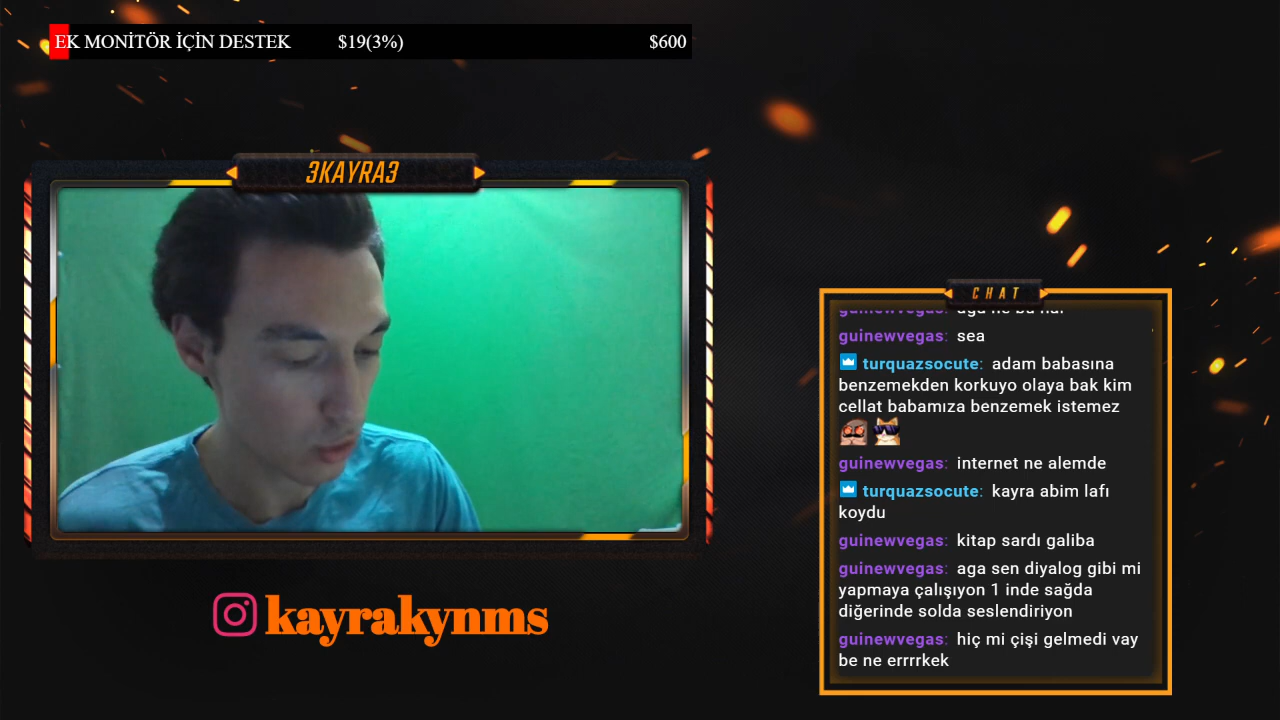 EK MONİTÖR İÇİN DESTEK $19(3%) $600
3KAYRA3
CHAT
guinewvegas: sea
turquazsocute: adam babasına
benzemekden korkuyo olaya bak kim
cellat babamıza benzemek istemez
guinewvegas: internet ne alemde
turquazsocute: kayra abim lafı
koydu
guinewvegas: kitap sardı galiba
guinewvegas: aga sen diyalog gibi mi
yapmaya çalışıyon 1 inde sağda
diğerinde solda seslendiriyon
guinewvegas: hiç mi çişi gelmedi vay
be ne errrrkek
kayrakynms